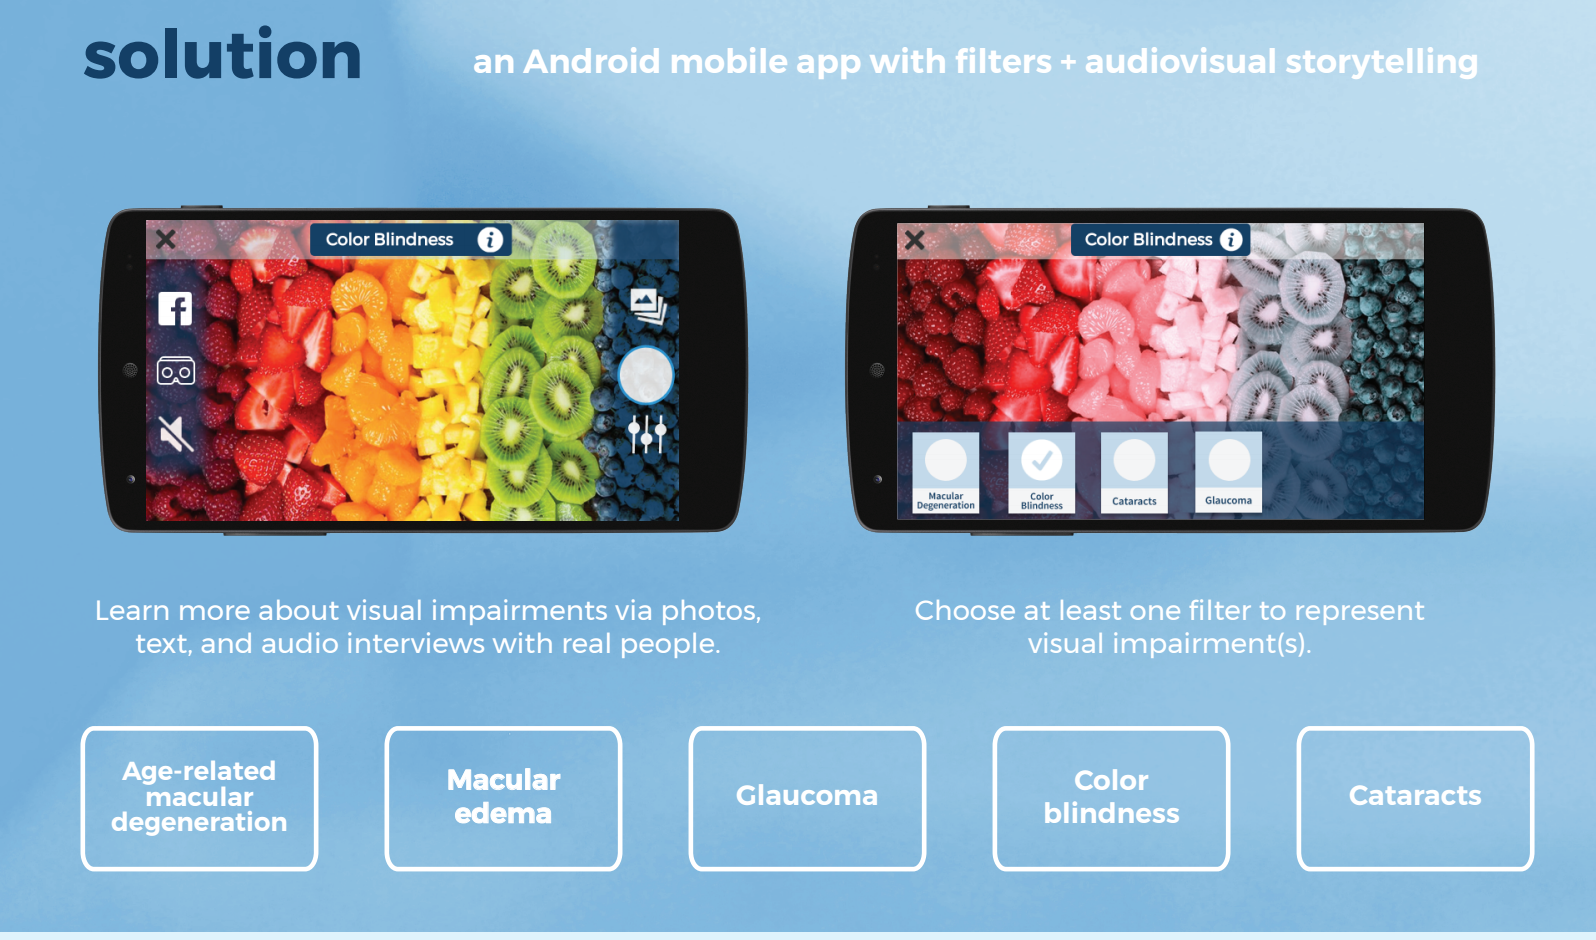 solution
an Android mobile app with filters + audiovisual storytelling
Color Blindness i
Color Blindness i
Macular
Degeneration
Color
Blindness
Cataracts
Glaucoma
Learn more about visual impairments via photos,
text, and audio interviews with real people.
Choose at least one filter to represent
visual impairment(s).
Age-related
macular
degeneration
Macular
edema
Glaucoma
Color
blindness
Cataracts